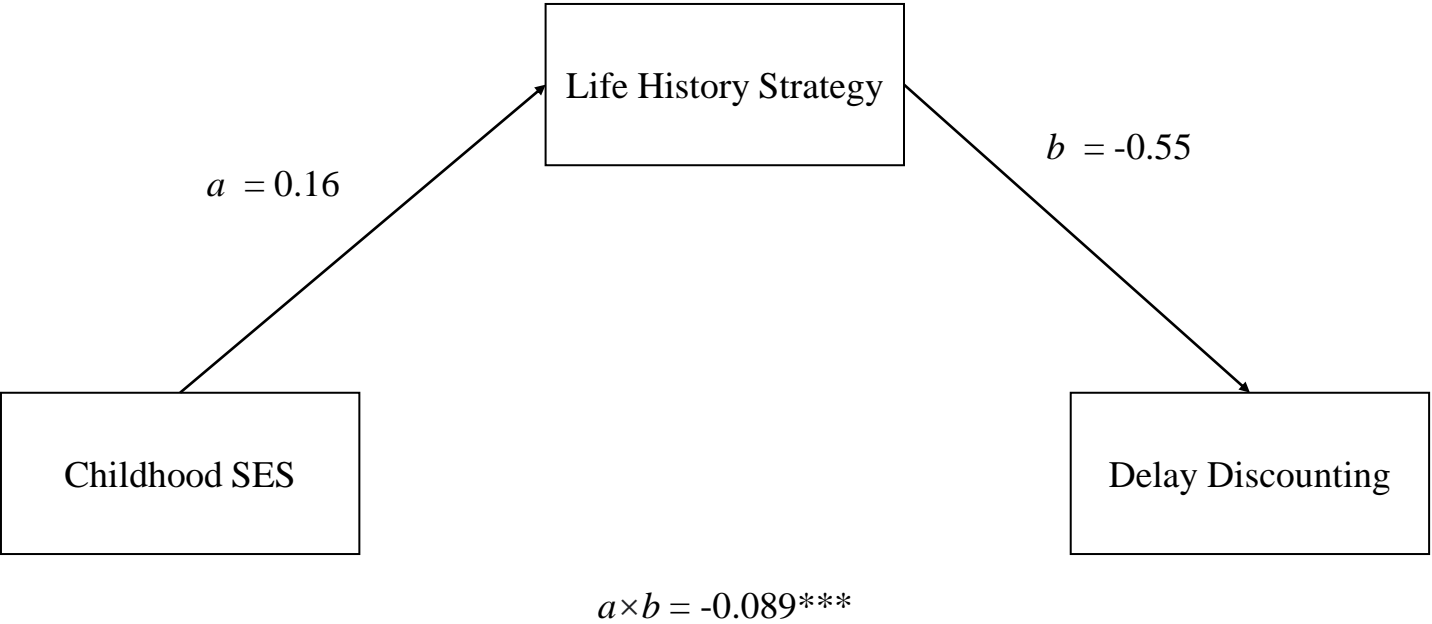 Life History Strategy
b = -0.55
a = 0.16
Childhood SES
Delay Discounting
a×b = -0.089***